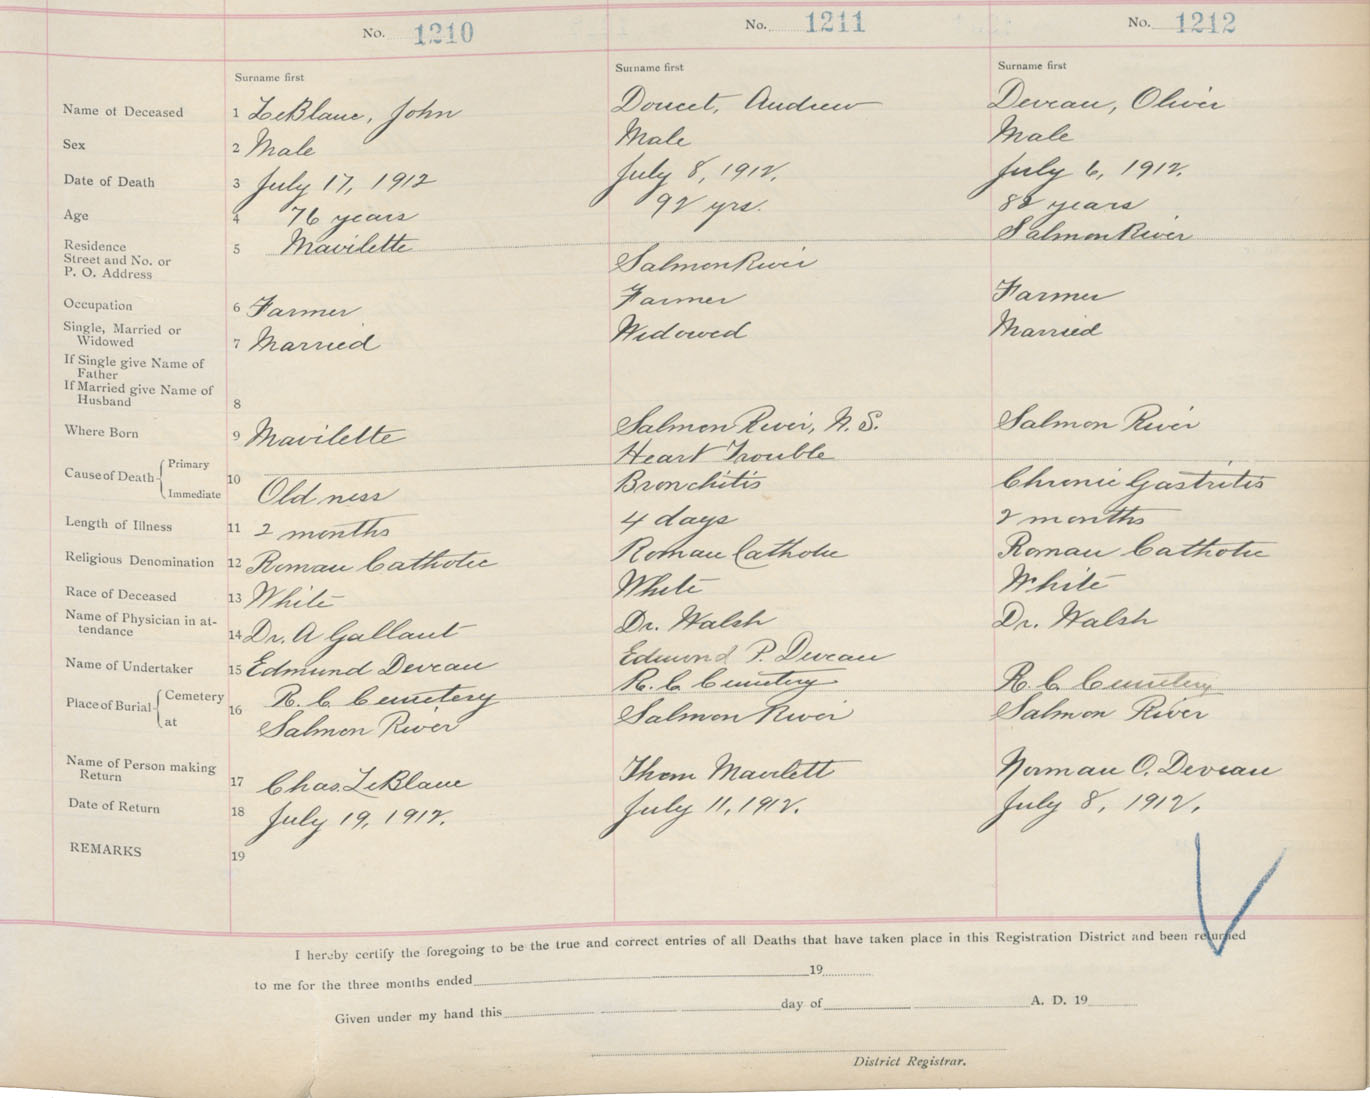 No. 1210 No. 1211 No. 1212
Surname first Surname first Surname first
Name of Deceased 1 LeBlanc, John Doucet, Andrew Deveau, Oliver
Sex 2 Male Male Male
Date of Death 3 July 17, 1912 July 8, 1912. July 6, 1912.
Age 4 76 years 92 yrs. 82 years
Residence 5 Mavilette Salmon River Salmon River
Street and No. or
P. O. Address
Occupation 6 Farmer Farmer Farmer
Single, Married or
Widowed 7 Married Widowed Married
If Single give Name of
Father
If Married give Name of
Husband 8
Where Born 9 Mavilette Salmon River, N. S. Salmon River
Cause of Death Primary 10 Heart Trouble
Immediate Old ness Bronchitis Chronic Gastritis
Length of Illness 11 2 months 4 days 2 months
Religious Denomination 12 Roman Catholic Roman Catholic Roman Catholic
Race of Deceased 13 White White White
Name of Physician in at-
tendance 14 Dr. A Gallant Dr. Walsh Dr. Walsh
Name of Undertaker 15 Edmund Deveau Edmond P. Deveau
Place of Burial Cemetery 16 R. C. Cemetery R. C. Cemetery R. C. Cemetery
at Salmon River Salmon River Salmon River
Name of Person making
Return 17 Chas. LeBlanc Thom Mavilett Norman O. Deveau
Date of Return 18 July 19, 1912. July 11, 1912. July 8, 1912.
REMARKS 19
I hereby certify the foregoing to be the true and correct entries of all Deaths that have taken place in this Registration District and been returned
to me for the three months ended 19
Given under my hand this day of A. D. 19
District Registrar.